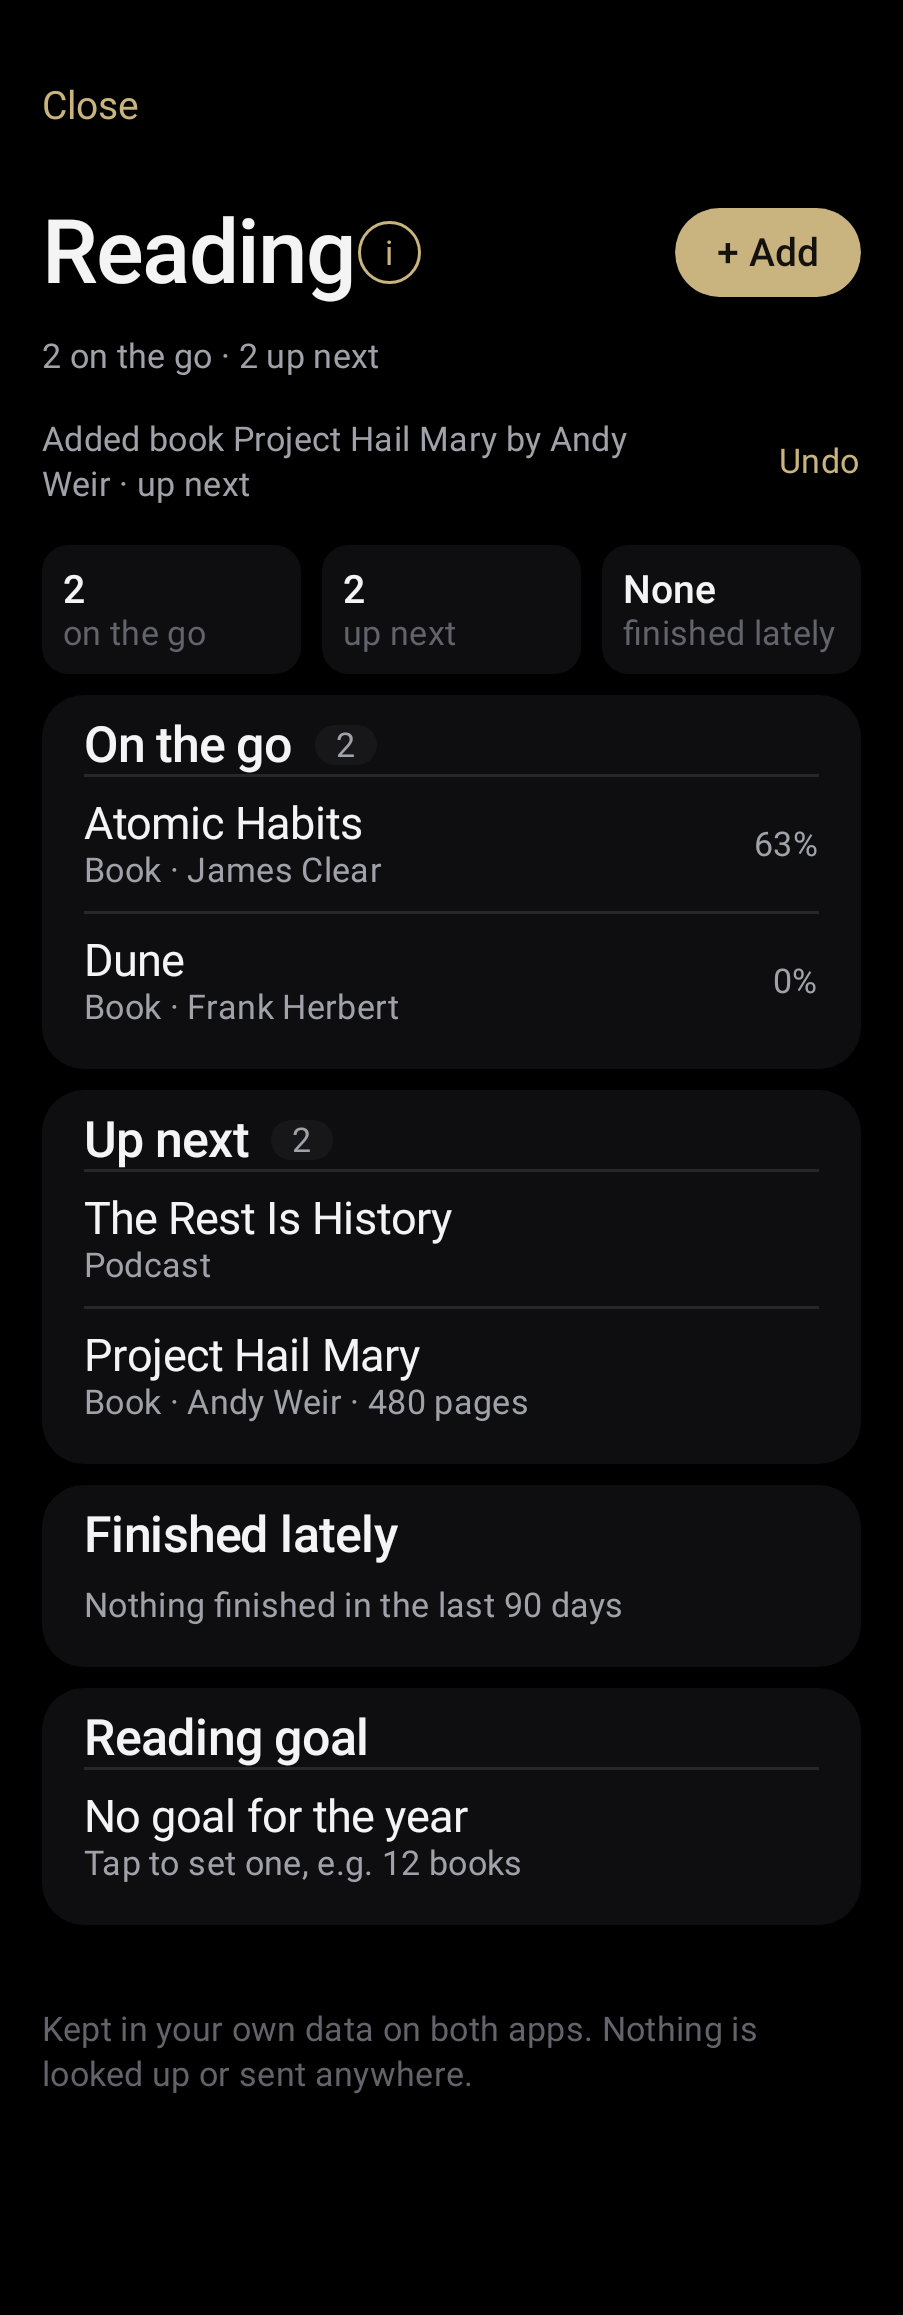 Close
Reading i
+ Add
2 on the go · 2 up next
Added book Project Hail Mary by Andy
Weir · up next
Undo
2
on the go
2
up next
None
finished lately
On the go 2
Atomic Habits
Book · James Clear
63%
Dune
Book · Frank Herbert
0%
Up next 2
The Rest Is History
Podcast
Project Hail Mary
Book · Andy Weir · 480 pages
Finished lately
Nothing finished in the last 90 days
Reading goal
No goal for the year
Tap to set one, e.g. 12 books
Kept in your own data on both apps. Nothing is
looked up or sent anywhere.